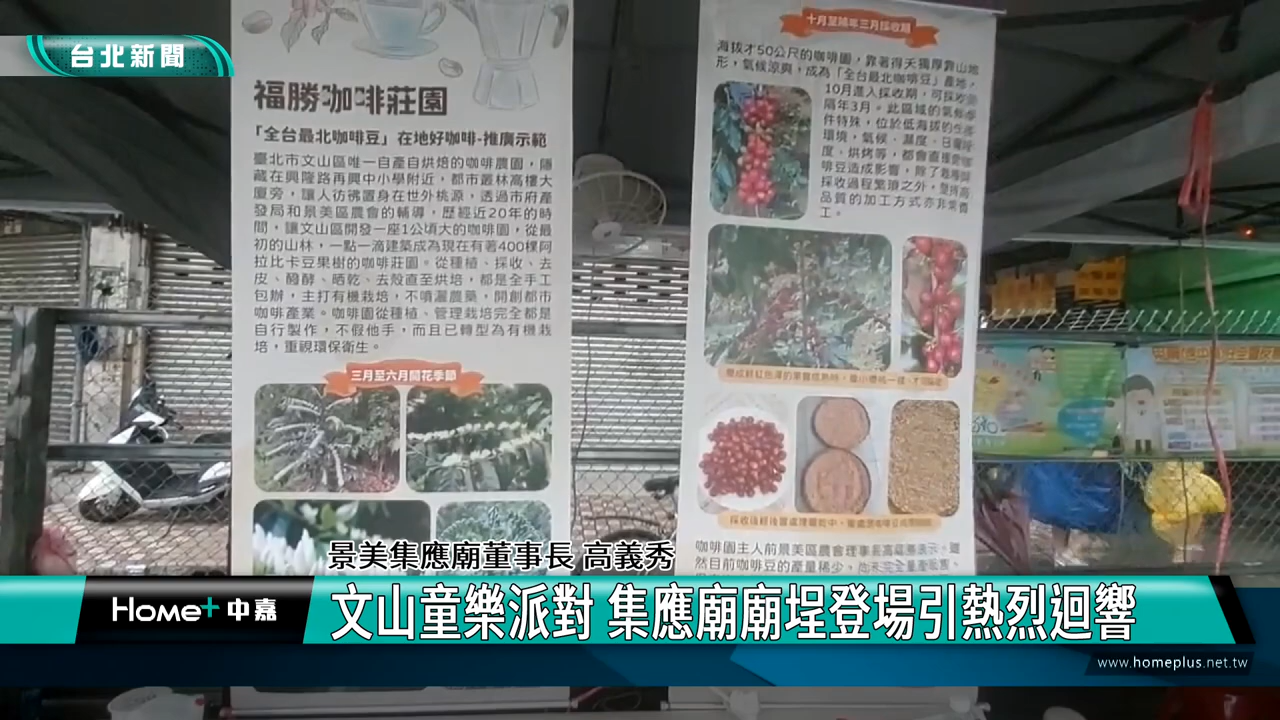 台北新聞
福勝咖啡莊園
「全台最北咖啡豆」在地好咖啡-推廣示範
臺北市文山區唯一自產自烘焙的咖啡農園，隱
藏在興隆路再興中小學附近，都市叢林高樓大
廈旁，讓人彷彿置身在世外桃源，透過市府產
發局和景美區農會的輔導，歷經近20年的時
間，讓文山區開發一座1公頃大的咖啡園，從最
初的山林，一點一滴建築成為現在有著400棵阿
拉比卡豆果樹的咖啡莊園。從種植、採收、去
皮、醱酵、晒乾、去殼直至烘焙，都是全手工
包辦，主打有機栽培，不噴灑農藥，開創都市
咖啡產業。咖啡園從種植、管理栽培完全都是
自行製作，不假他手，而且已轉型為有機栽
培，重視環保衛生。
三月至六月開花季節
十月至隔年三月採收期
海拔才50公尺的咖啡園，靠著得天獨厚靠山地
形，氣候涼爽，成為「全台最北咖啡豆」產地，
10月進入採收期，可採收至
隔年3月。此區域的氣候條
件特殊，位於低海拔的生態
環境，氣候、濕度、日曬程
度、烘烤等，都會直接對咖
啡豆造成影響，除了栽種與
採收過程繁瑣之外，堅持高
品質的加工方式亦非常費
工。
咖啡園主人前景美區農會理事長高
然目前咖啡豆的產量稀少，
景美集應廟董事長 高義秀
Home+中嘉
文山童樂派對 集應廟廟埕登場引熱烈迴響
www.homeplus.net.tw